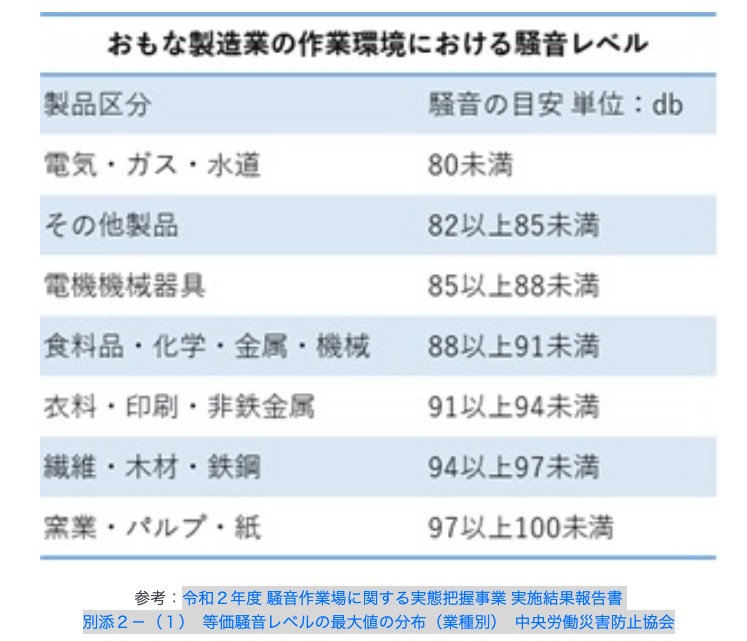 おもな製造業の作業環境における騒音レベル
製品区分 騒音の目安 単位：db
電気・ガス・水道 80未満
その他製品 82以上85未満
電機機械器具 85以上88未満
食料品・化学・金属・機械 88以上91未満
衣料・印刷・非鉄金属 91以上94未満
繊維・木材・鉄鋼 94以上97未満
窯業・パルプ・紙 97以上100未満
参考：令和２年度 騒音作業場に関する実態把握事業 実施結果報告書
別添２－（１） 等価騒音レベルの最大値の分布（業種別） 中央労働災害防止協会